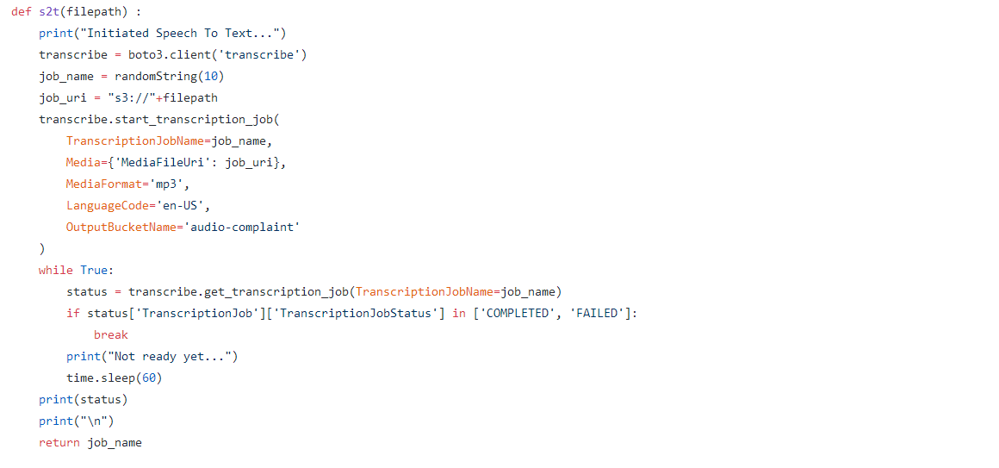 def s2t(filepath) :
    print("Initiated Speech To Text...")
    transcribe = boto3.client('transcribe')
    job_name = randomString(10)
    job_uri = "s3://"+filepath
    transcribe.start_transcription_job(
        TranscriptionJobName=job_name,
        Media={'MediaFileUri': job_uri},
        MediaFormat='mp3',
        LanguageCode='en-US',
        OutputBucketName='audio-complaint'
    )
    while True:
        status = transcribe.get_transcription_job(TranscriptionJobName=job_name)
        if status['TranscriptionJob']['TranscriptionJobStatus'] in ['COMPLETED', 'FAILED']:
            break
        print("Not ready yet...")
        time.sleep(60)
    print(status)
    print("\n")
    return job_name